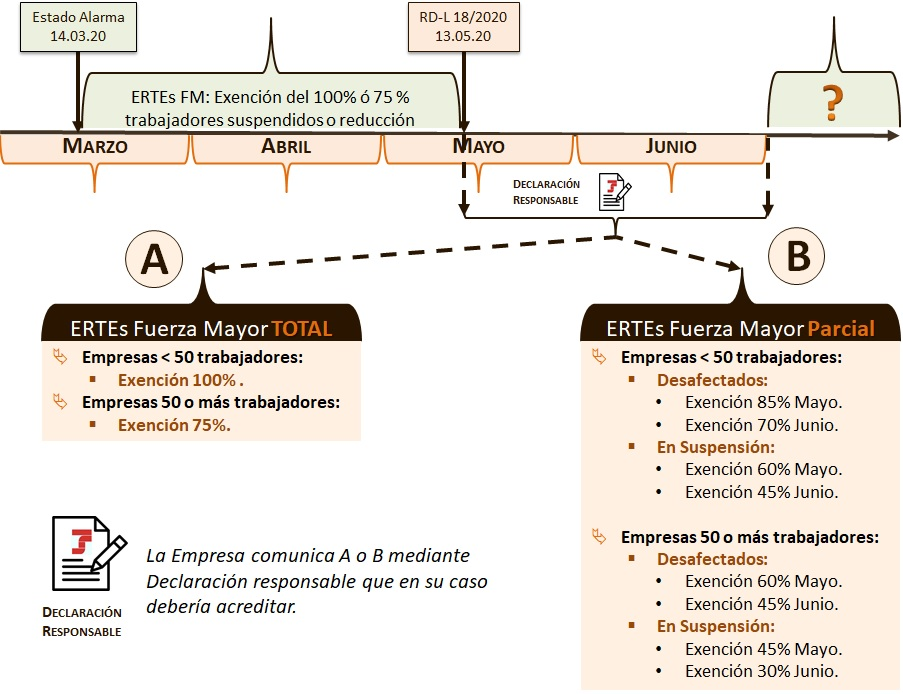 Estado Alarma
14.03.20
RD-L 18/2020
13.05.20
ERTEs FM: Exención del 100% ó 75 %
trabajadores suspendidos o reducción
?
MARZO
ABRIL
MAYO
JUNIO
DECLARACIÓN
RESPONSABLE
A
B
ERTEs Fuerza Mayor TOTAL
Empresas < 50 trabajadores:
Exención 100% .
Empresas 50 o más trabajadores:
Exención 75%.
ERTEs Fuerza Mayor Parcial
Empresas < 50 trabajadores:
Desafectados:
Exención 85% Mayo.
Exención 70% Junio.
En Suspensión:
Exención 60% Mayo.
Exención 45% Junio.
Empresas 50 o más trabajadores:
Desafectados:
Exención 60% Mayo.
Exención 45% Junio.
En Suspensión:
Exención 45% Mayo.
Exención 30% Junio.
La Empresa comunica A o B mediante
Declaración responsable que en su caso
debería acreditar.
DECLARACIÓN
RESPONSABLE